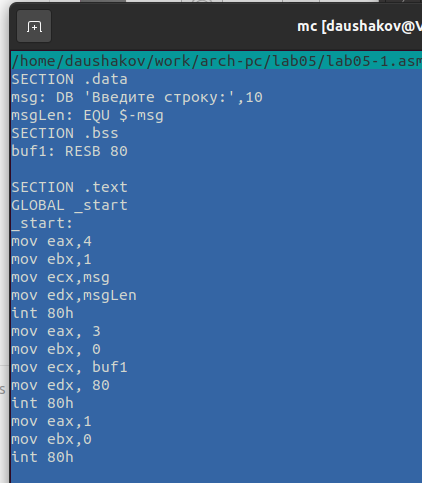 mc [daushakov@V
/home/daushakov/work/arch-pc/lab05/lab05-1.asm
SECTION .data
msg: DB 'Введите строку:',10
msgLen: EQU $-msg
SECTION .bss
buf1: RESB 80
SECTION .text
GLOBAL _start
_start:
mov eax,4
mov ebx,1
mov ecx,msg
mov edx,msgLen
int 80h
mov eax, 3
mov ebx, 0
mov ecx, buf1
mov edx, 80
int 80h
mov eax,1
mov ebx,0
int 80h